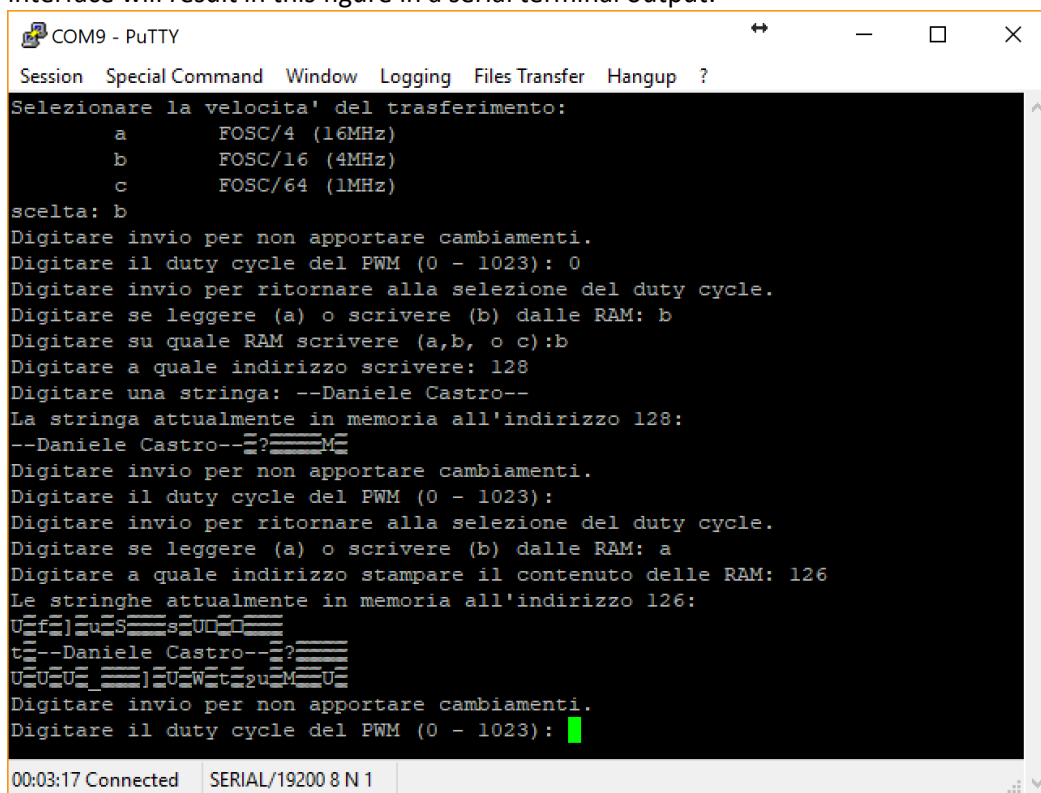 interface will result in this figure in a serial terminal output:
COM9 - PuTTY
Session Special Command Window Logging Files Transfer Hangup ?
Selezionare la velocita' del trasferimento:
a FOSC/4 (16MHz)
b FOSC/16 (4MHz)
c FOSC/64 (1MHz)
scelta: b
Digitare invio per non apportare cambiamenti.
Digitare il duty cycle del PWM (0 - 1023): 0
Digitare invio per ritornare alla selezione del duty cycle.
Digitare se leggere (a) o scrivere (b) dalle RAM: b
Digitare su quale RAM scrivere (a,b, o c):b
Digitare a quale indirizzo scrivere: 128
Digitare una stringa: --Daniele Castro--
La stringa attualmente in memoria all'indirizzo 128:
--Daniele Castro--
Digitare invio per non apportare cambiamenti.
Digitare il duty cycle del PWM (0 - 1023):
Digitare invio per ritornare alla selezione del duty cycle.
Digitare se leggere (a) o scrivere (b) dalle RAM: a
Digitare a quale indirizzo stampare il contenuto delle RAM: 126
Le stringhe attualmente in memoria all'indirizzo 126:
--Daniele Castro--
Digitare invio per non apportare cambiamenti.
Digitare il duty cycle del PWM (0 - 1023):
00:03:17 Connected SERIAL/19200 8 N 1